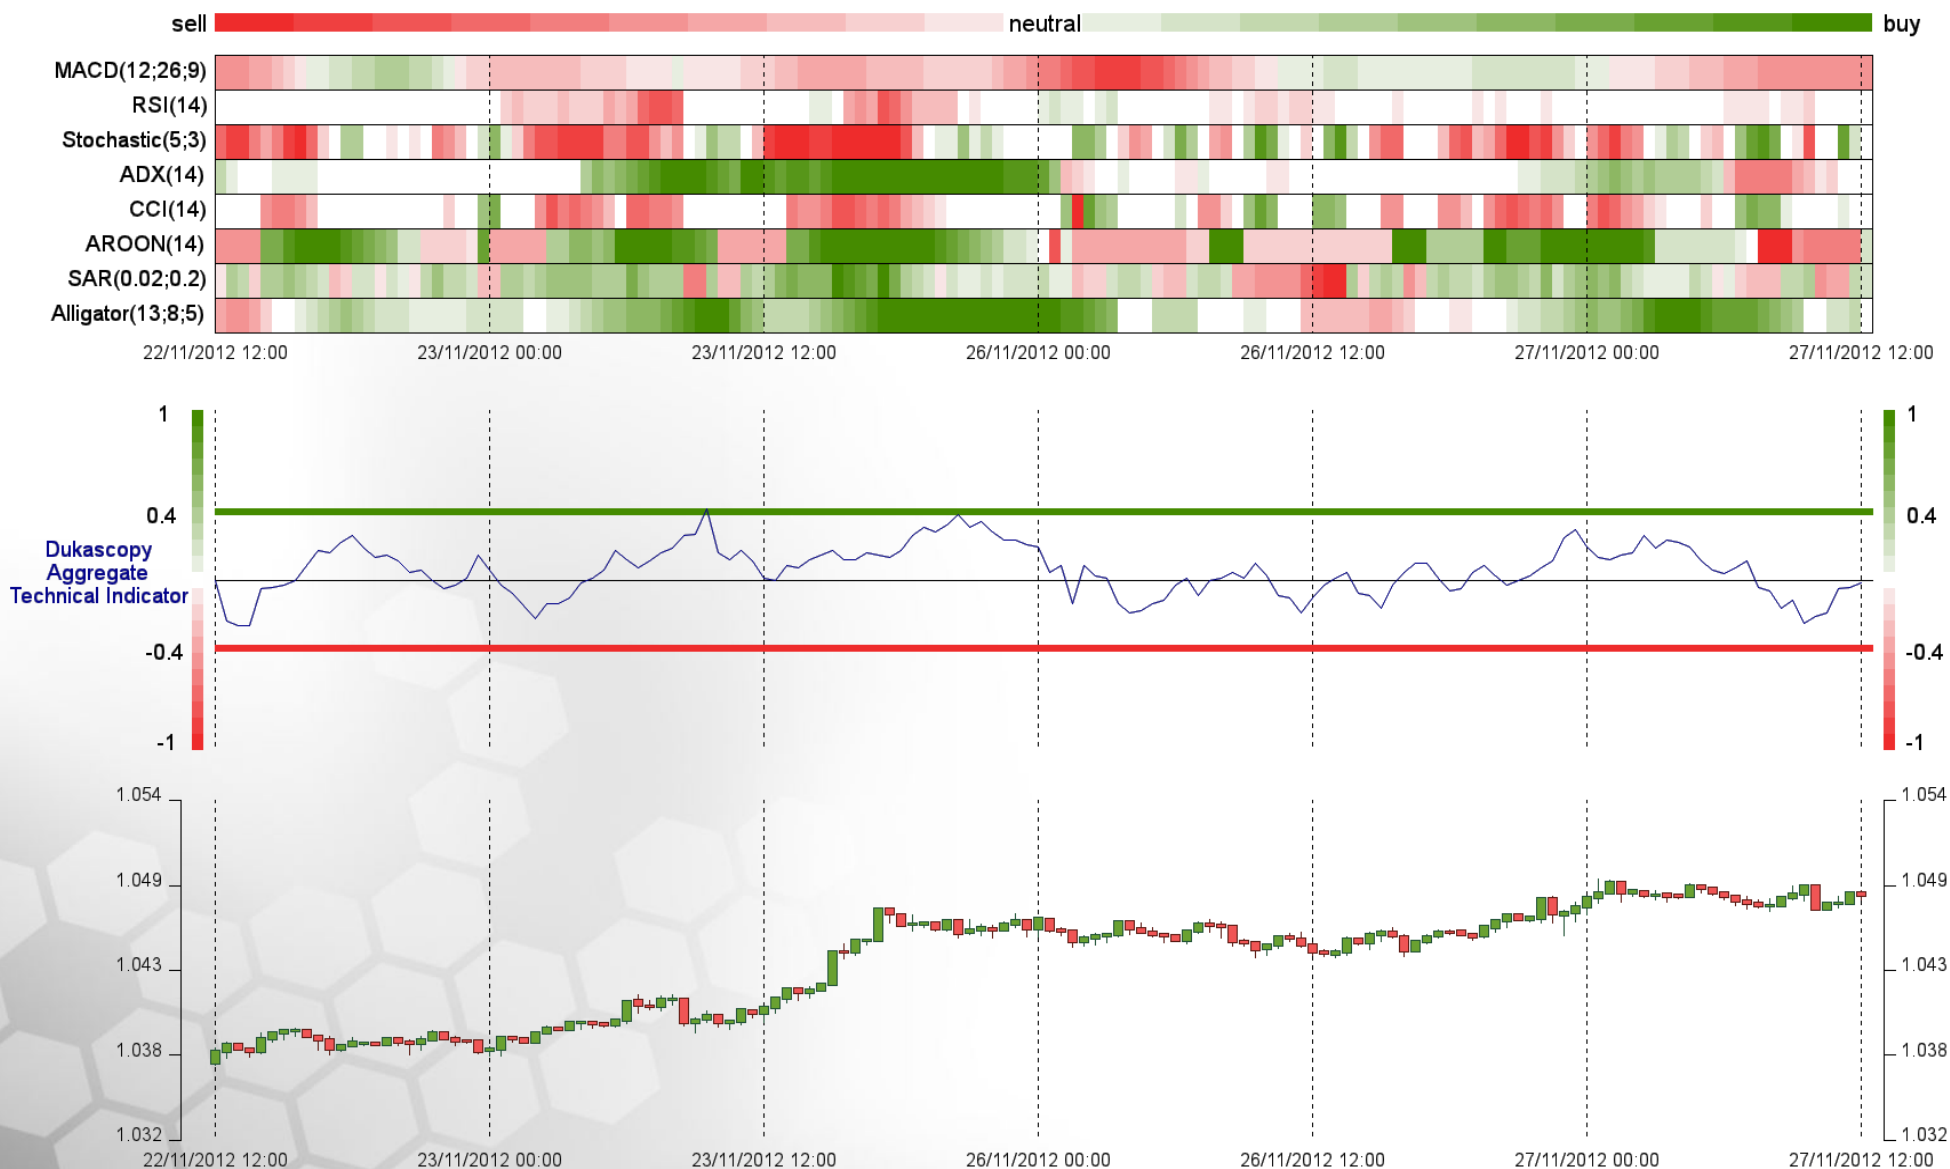 sell neutral buy
MACD(12;26;9)
RSI(14)
Stochastic(5;3)
ADX(14)
CCI(14)
AROON(14)
SAR(0.02;0.2)
Alligator(13;8;5)
22/11/2012 12:00 23/11/2012 00:00 23/11/2012 12:00 26/11/2012 00:00 26/11/2012 12:00 27/11/2012 00:00 27/11/2012 12:00
1 1
0.4 0.4
Dukascopy
Aggregate
Technical Indicator
-0.4 -0.4
-1 -1
1.054 1.054
1.049 1.049
1.043 1.043
1.038 1.038
1.032 1.032
22/11/2012 12:00 23/11/2012 00:00 23/11/2012 12:00 26/11/2012 00:00 26/11/2012 12:00 27/11/2012 00:00 27/11/2012 12:00